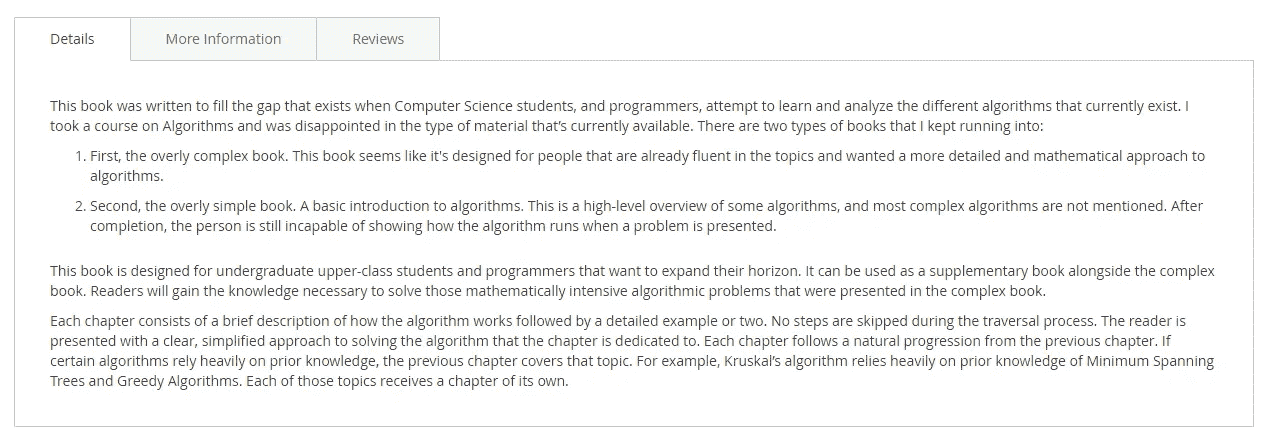 Details
More Information
Reviews
This book was written to fill the gap that exists when Computer Science students, and programmers, attempt to learn and analyze the different algorithms that currently exist. I
took a course on Algorithms and was disappointed in the type of material that’s currently available. There are two types of books that I kept running into:
1. First, the overly complex book. This book seems like it's designed for people that are already fluent in the topics and wanted a more detailed and mathematical approach to
algorithms.
2. Second, the overly simple book. A basic introduction to algorithms. This is a high-level overview of some algorithms, and most complex algorithms are not mentioned. After
completion, the person is still incapable of showing how the algorithm runs when a problem is presented.
This book is designed for undergraduate upper-class students and programmers that want to expand their horizon. It can be used as a supplementary book alongside the complex
book. Readers will gain the knowledge necessary to solve those mathematically intensive algorithmic problems that were presented in the complex book.
Each chapter consists of a brief description of how the algorithm works followed by a detailed example or two. No steps are skipped during the traversal process. The reader is
presented with a clear, simplified approach to solving the algorithm that the chapter is dedicated to. Each chapter follows a natural progression from the previous chapter. If
certain algorithms rely heavily on prior knowledge, the previous chapter covers that topic. For example, Kruskal’s algorithm relies heavily on prior knowledge of Minimum Spanning
Trees and Greedy Algorithms. Each of those topics receives a chapter of its own.